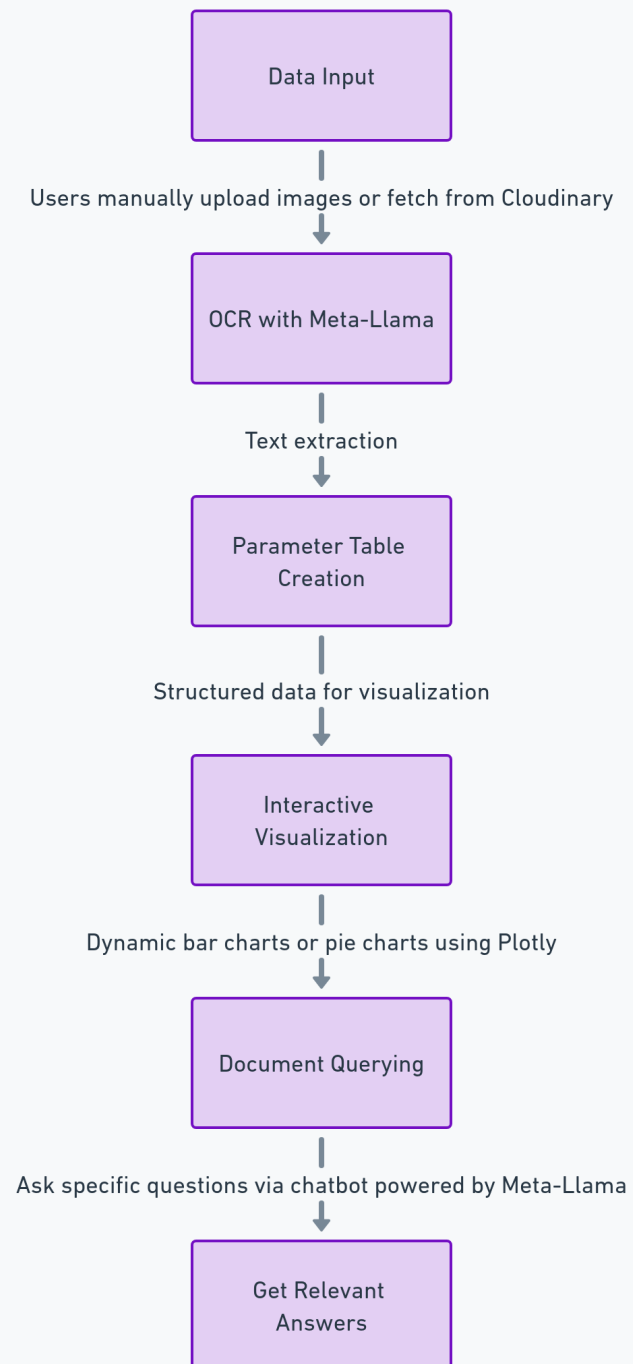 Data Input
Users manually upload images or fetch from Cloudinary
OCR with Meta-Llama
Text extraction
Parameter Table
Creation
Structured data for visualization
Interactive
Visualization
Dynamic bar charts or pie charts using Plotly
Document Querying
Ask specific questions via chatbot powered by Meta-Llama
Get Relevant
Answers